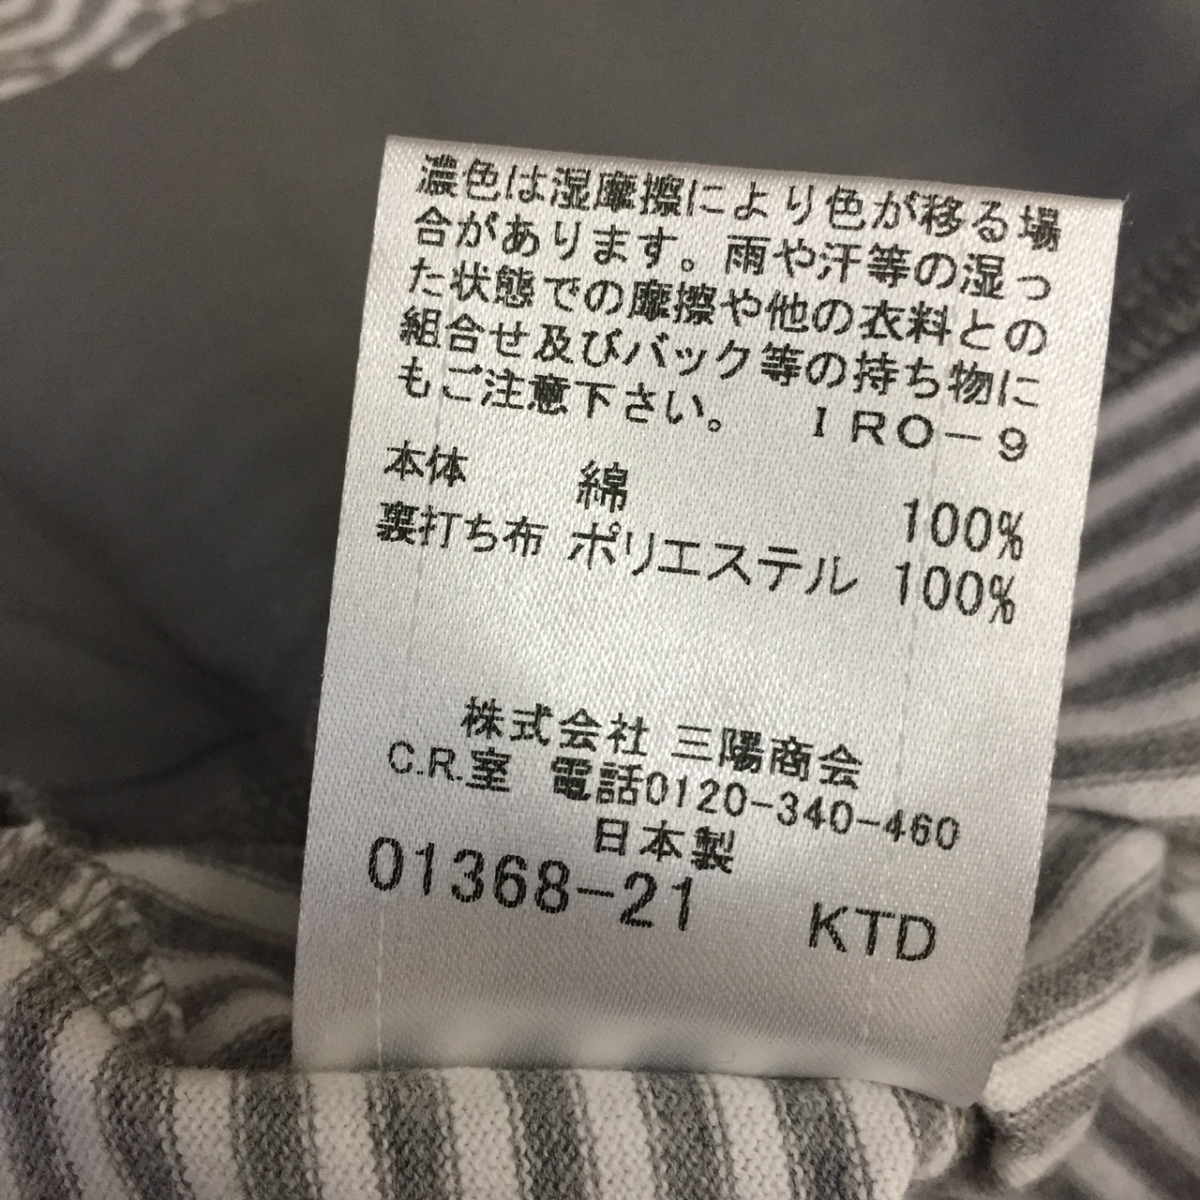 濃色は湿摩擦により色が移る場
合があります。雨や汗等の湿っ
た状態での摩擦や他の衣料との
組合せ及びバック等の持ち物に
もご注意下さい。 IRO-9
本体 綿 100%
裏打ち布 ポリエステル 100%
株式会社 三陽商会
C.R.室 電話0120-340-460
日本製
01368-21 KTD